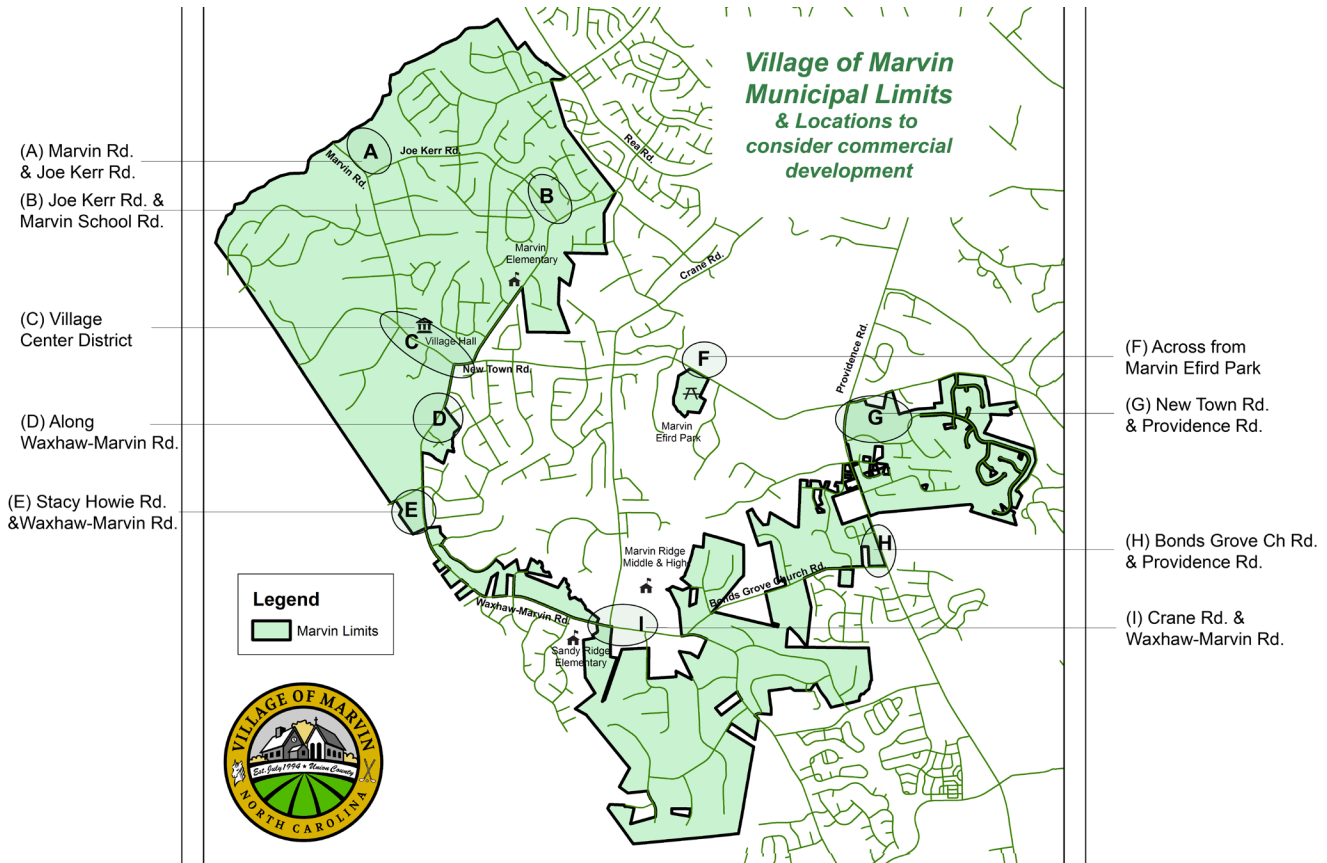 Village of Marvin
Municipal Limits
& Locations to
consider commercial
development
(A) Marvin Rd.
& Joe Kerr Rd.
(B) Joe Kerr Rd. &
Marvin School Rd.
(C) Village
Center District
(D) Along
Waxhaw-Marvin Rd.
(E) Stacy Howie Rd.
&Waxhaw-Marvin Rd.
(F) Across from
Marvin Efird Park
(G) New Town Rd.
& Providence Rd.
(H) Bonds Grove Ch Rd.
& Providence Rd.
(I) Crane Rd. &
Waxhaw-Marvin Rd.
A
Joe Kerr Rd.
Marvin Rd.
Rea Rd.
B
Marvin
Elementary
Crane Rd.
C
Village Hall
New Town Rd.
Providence Rd.
F
Marvin
Efird Park
D
G
E
H
Marvin Ridge
Middle & High
Bonds Grove Church Rd.
Waxhaw-Marvin Rd.
I
Sandy Ridge
Elementary
Legend
Marvin Limits
VILLAGE OF MARVIN
Est. July 1994 ★ Union County
NORTH CAROLINA